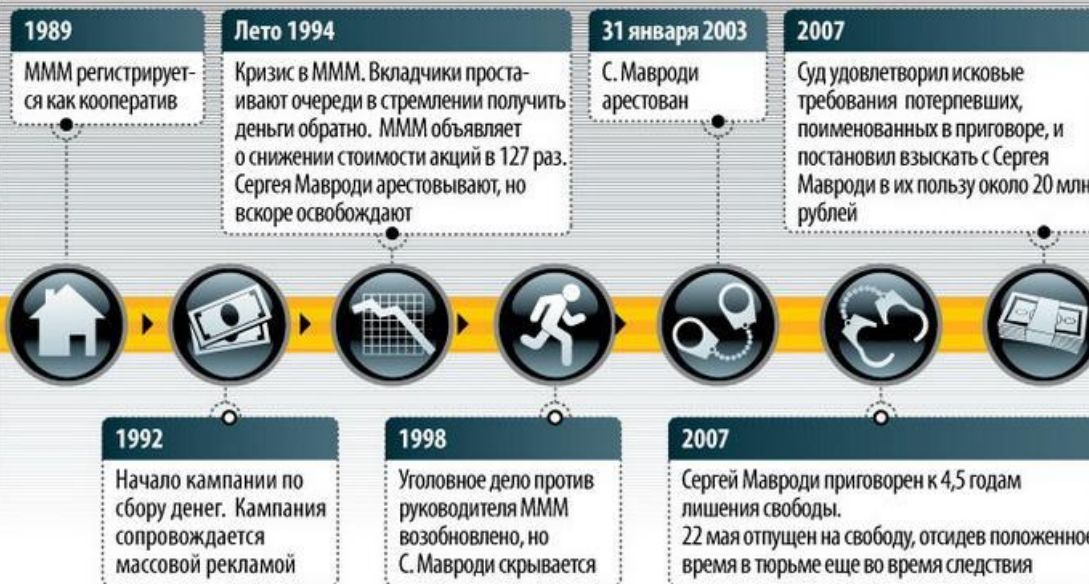 1989
МММ регистрирует-
ся как кооператив
Лето 1994
Кризис в МММ. Вкладчики проста-
ивают очереди в стремлении получить
деньги обратно. МММ объявляет
о снижении стоимости акций в 127 раз.
Сергея Мавроди арестовывают, но
вскоре освобождают
31 января 2003
С. Мавроди
арестован
2007
Суд удовлетворил исковые
требования потерпевших,
поименованных в приговоре, и
постановил взыскать с Сергея
Мавроди в их пользу около 20 млн
рублей
1992
Начало кампании по
сбору денег. Кампания
сопровождается
массовой рекламой
1998
Уголовное дело против
руководителя МММ
возобновлено, но
С. Мавроди скрывается
2007
Сергей Мавроди приговорен к 4,5 годам
лишения свободы.
22 мая отпущен на свободу, отсидев положенное
время в тюрьме еще во время следствия